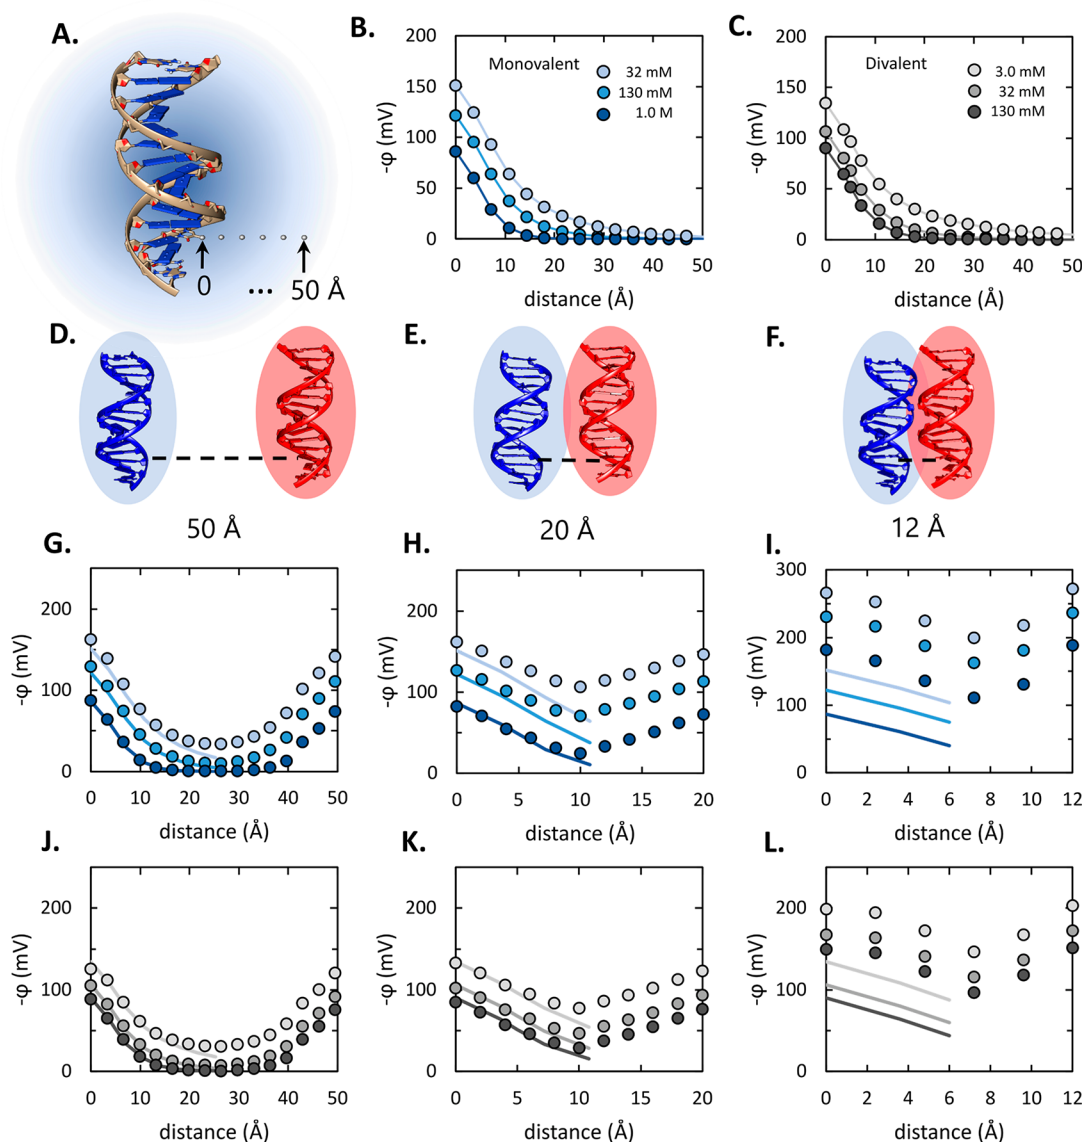 A.
0 ... 50 Å
B.
Monovalent
32 mM
130 mM
1.0 M
-φ (mV)
200
150
100
50
0
0 10 20 30 40 50
distance (Å)
C.
Divalent
3.0 mM
32 mM
130 mM
-φ (mV)
200
150
100
50
0
0 10 20 30 40 50
distance (Å)
D.
50 Å
E.
20 Å
F.
12 Å
G.
-φ (mV)
200
100
0
0 10 20 30 40 50
distance (Å)
H.
-φ (mV)
200
100
0
0 5 10 15 20
distance (Å)
I.
-φ (mV)
300
200
100
0
0 2 4 6 8 10 12
distance (Å)
J.
-φ (mV)
200
100
0
0 10 20 30 40 50
distance (Å)
K.
-φ (mV)
200
100
0
0 5 10 15 20
distance (Å)
L.
-φ (mV)
200
100
0
0 2 4 6 8 10 12
distance (Å)